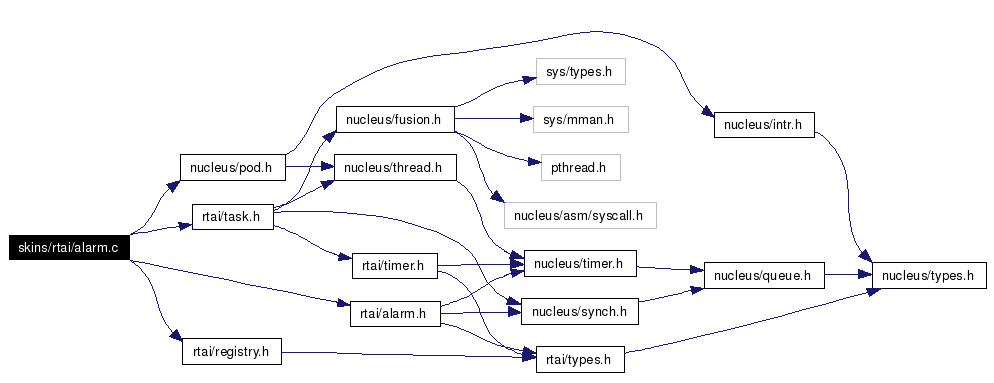 skins/rtai/alarm.c
nucleus/pod.h
rtai/task.h
rtai/registry.h
nucleus/fusion.h
nucleus/thread.h
rtai/timer.h
rtai/alarm.h
sys/types.h
sys/mman.h
pthread.h
nucleus/asm/syscall.h
nucleus/timer.h
nucleus/synch.h
rtai/types.h
nucleus/intr.h
nucleus/queue.h
nucleus/types.h